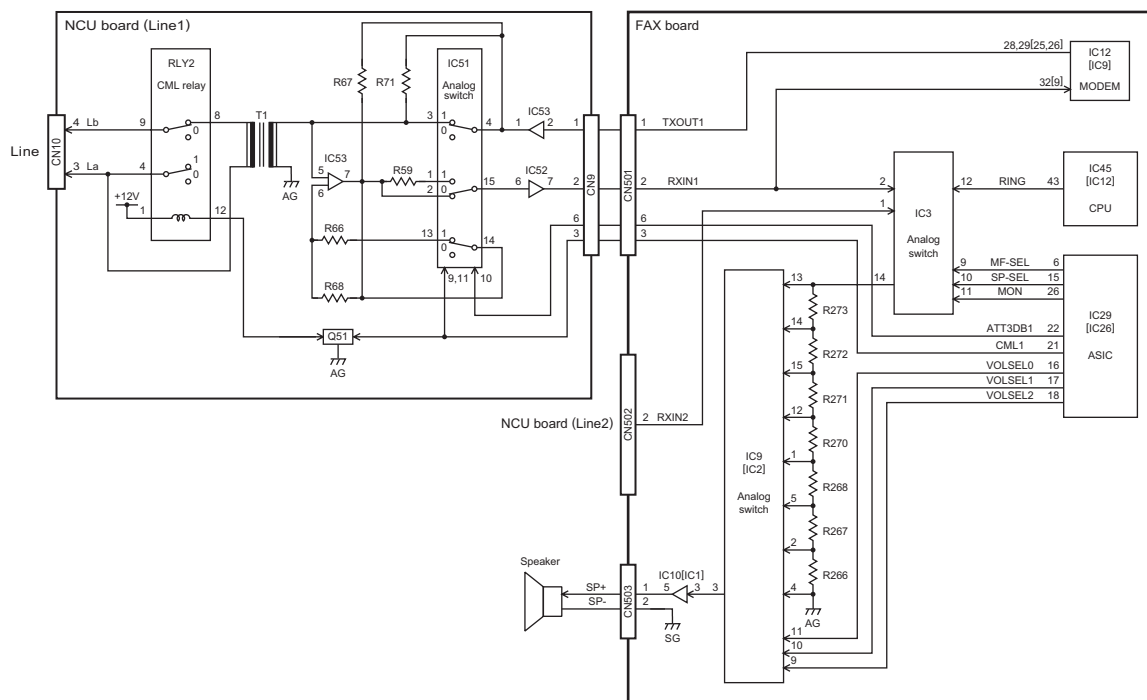 NCU board (Line1)
FAX board
RLY2
CML relay
R67
R71
IC51
Analog
switch
28,29[25,26]
IC12
[IC9]
MODEM
32[9]
T1
4 Lb
9
8
0
3
1
0
4
IC53
1
2
1
1
TXOUT1
Line
CN10
3 La
4
1
0
AG
IC53
5
6
7
R59
1
1
2
0
15
IC52
6
7
2
CN9
CN501
2
RXIN1
2
1
12
RING
43
IC45
[IC12]
CPU
IC3
Analog
switch
+12V
1
12
R66
13
1
0
14
6
3
6
3
9,11
10
R68
Q51
AG
9
MF-SEL
6
10
SP-SEL
15
11
MON
26
IC29
[IC26]
ASIC
ATT3DB1
22
CML1
21
VOLSEL0
16
VOLSEL1
17
VOLSEL2
18
13
14
R273
14
R272
15
R271
12
R270
1
R268
5
R267
2
R266
4
AG
11
10
9
IC9
[IC2]
Analog
switch
NCU board (Line2)
CN502
2
RXIN2
Speaker
SP+
SP-
CN503
1
2
SG
IC10[IC1]
5
3
3